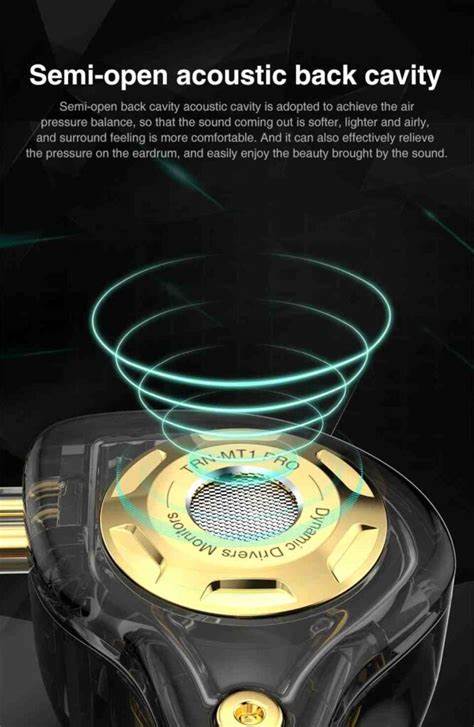 Semi-open acoustic back cavity
Semi-open back cavity acoustic cavity is adopted to achieve the air
pressure balance, so that the sound coming out is softer, lighter and airly,
and surround feeling is more comfortable. And it can also effectively relieve
the pressure on the eardrum, and easily enjoy the beauty brought by the sound.
TRN-MT1 PRO
Dynamic Drivers Monitors